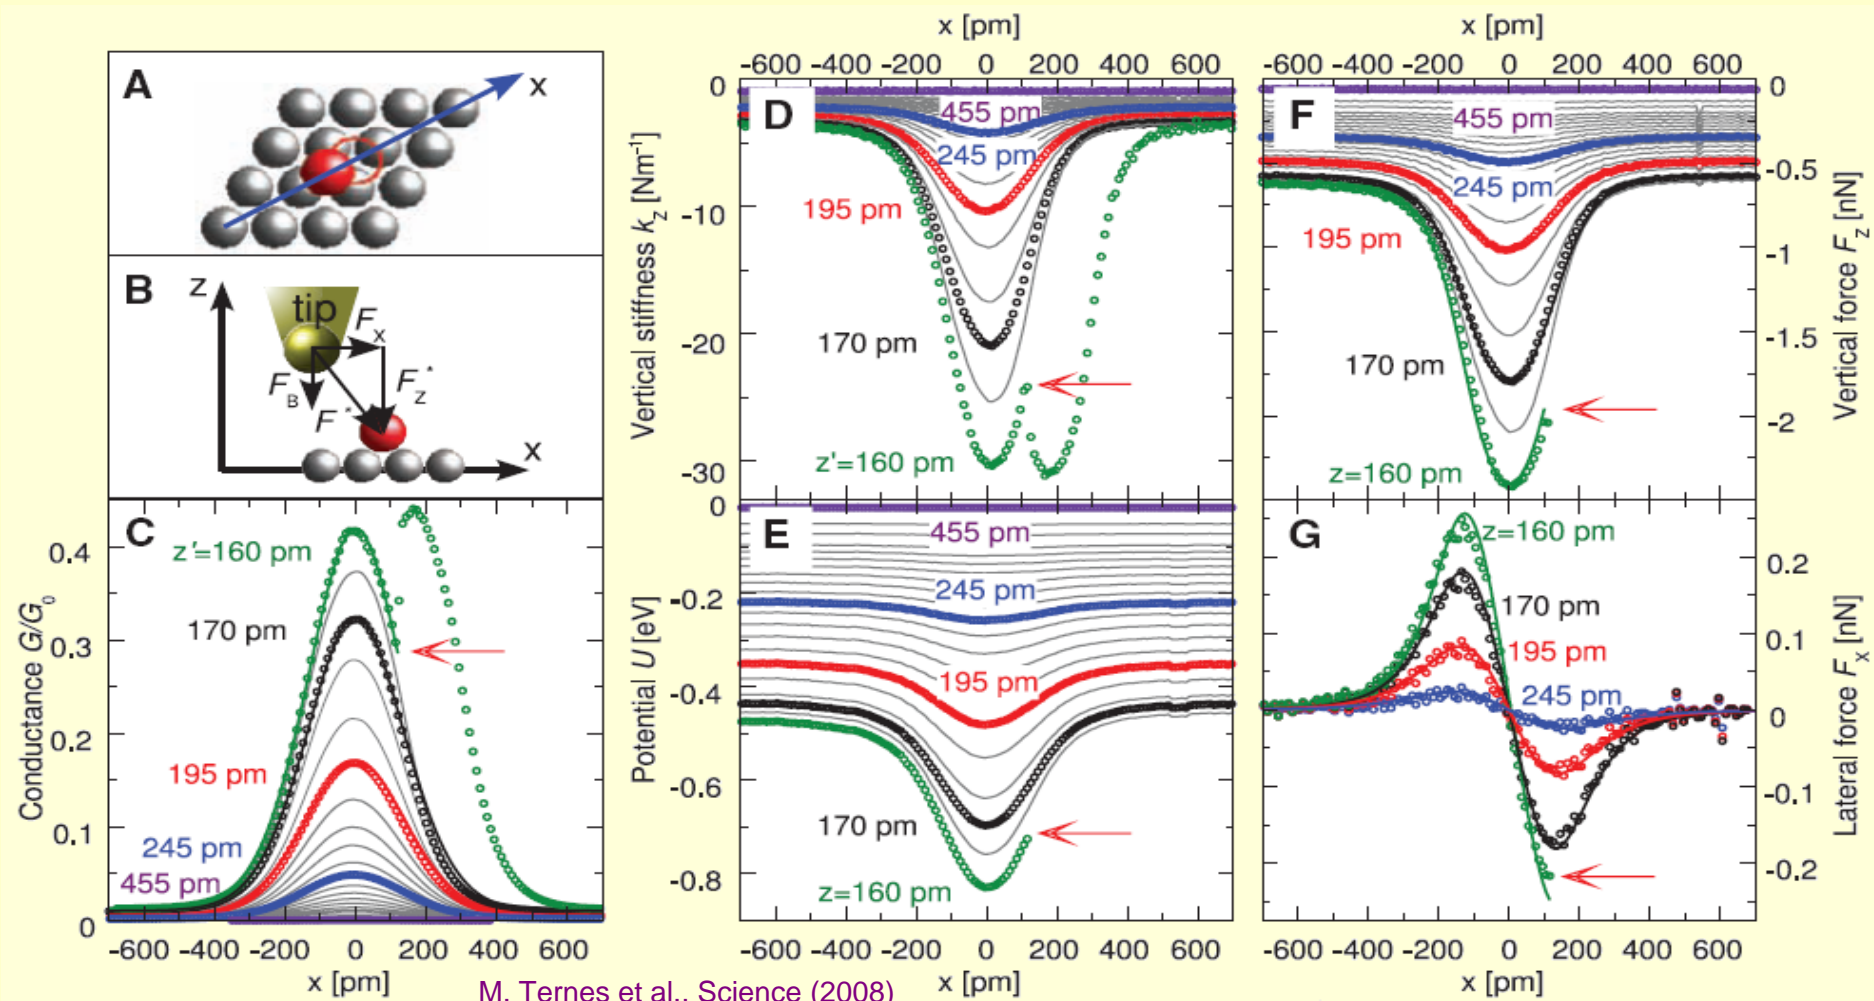 A
x
B
z
tip
Fx
FB
F*
Fz*
x
C
z'=160 pm
170 pm
195 pm
245 pm
455 pm
Conductance G/G0
0.4
0.3
0.2
0.1
0
-600 -400 -200 0 200 400 600
x [pm]
x [pm]
-600 -400 -200 0 200 400 600
D
455 pm
245 pm
195 pm
170 pm
z'=160 pm
Vertical stiffness kz [Nm-1]
0
-10
-20
-30
E
455 pm
245 pm
195 pm
170 pm
z=160 pm
Potential U [eV]
0
-0.2
-0.4
-0.6
-0.8
-600 -400 -200 0 200 400 600
x [pm]
x [pm]
-600 -400 -200 0 200 400 600
F
455 pm
245 pm
195 pm
170 pm
z=160 pm
0
-0.5
-1
-1.5
-2
Vertical force Fz [nN]
G
z=160 pm
170 pm
195 pm
245 pm
0.2
0.1
0
-0.1
-0.2
Lateral force Fx [nN]
-600 -400 -200 0 200 400 600
x [pm]
M. Ternes et al., Science (2008)